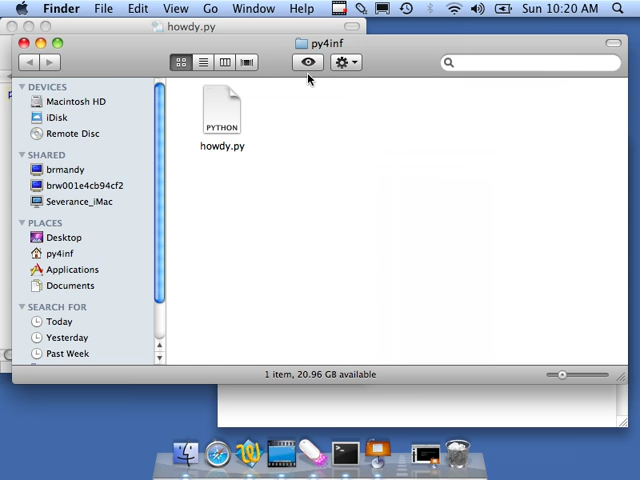 Finder File Edit View Go Window Help Sun 10:20 AM
howdy.py
py4inf
DEVICES
Macintosh HD
iDisk
Remote Disc
SHARED
brmandy
brw001e4cb94cf2
Severance_iMac
PLACES
Desktop
py4inf
Applications
Documents
SEARCH FOR
Today
Yesterday
Past Week
PYTHON
howdy.py
1 item, 20.96 GB available